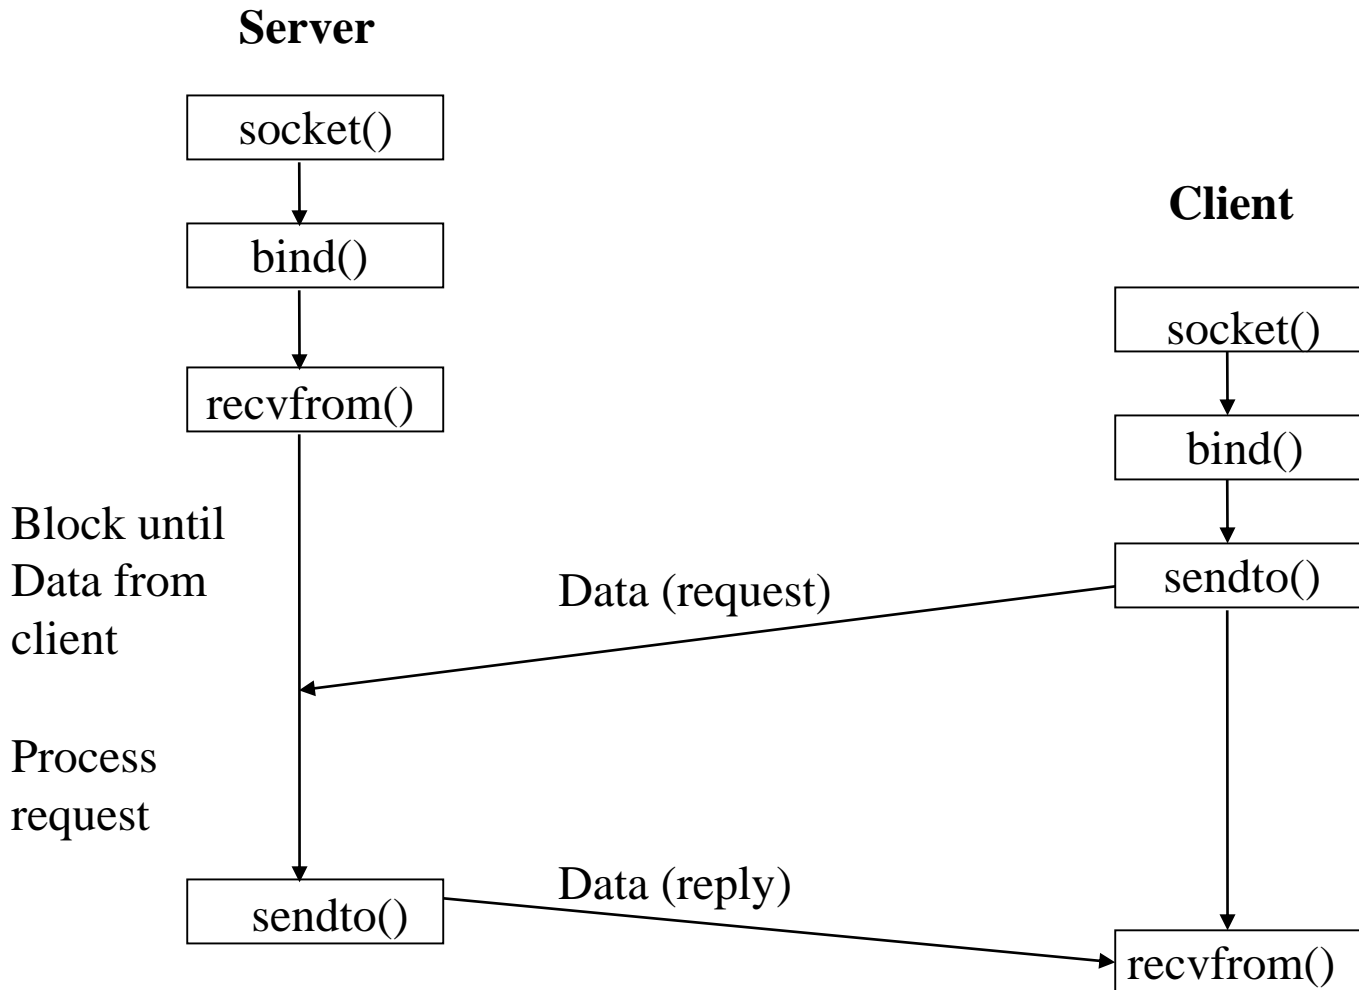 Server
socket()
bind()
recvfrom()
Block until
Data from
client
Process
request
sendto()
Data (request)
Data (reply)
Client
socket()
bind()
sendto()
recvfrom()